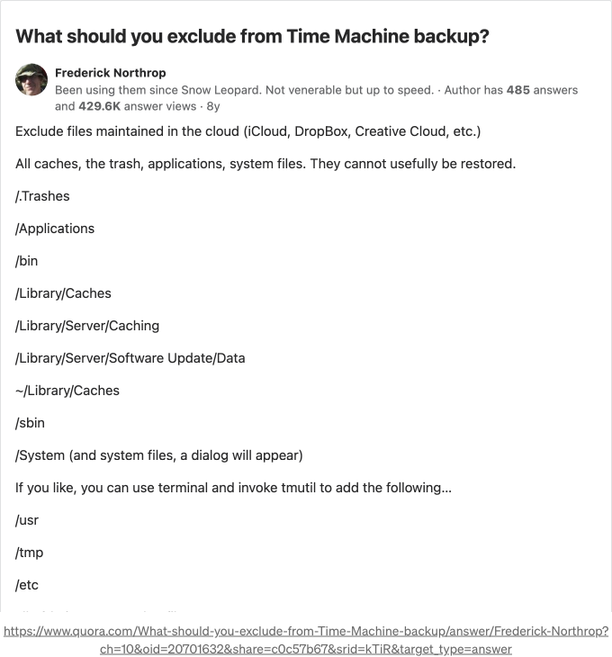 What should you exclude from Time Machine backup?
Frederick Northrop
Been using them since Snow Leopard. Not venerable but up to speed. · Author has 485 answers
and 429.6K answer views · 8y
Exclude files maintained in the cloud (iCloud, DropBox, Creative Cloud, etc.)
All caches, the trash, applications, system files. They cannot usefully be restored.
/.Trashes
/Applications
/bin
/Library/Caches
/Library/Server/Caching
/Library/Server/Software Update/Data
~/Library/Caches
/sbin
/System (and system files, a dialog will appear)
If you like, you can use terminal and invoke tmutil to add the following...
/usr
/tmp
/etc
https://www.quora.com/What-should-you-exclude-from-Time-Machine-backup/answer/Frederick-Northrop?
ch=10&oid=20701632&share=c0c57b67&srid=kTiR&target_type=answer